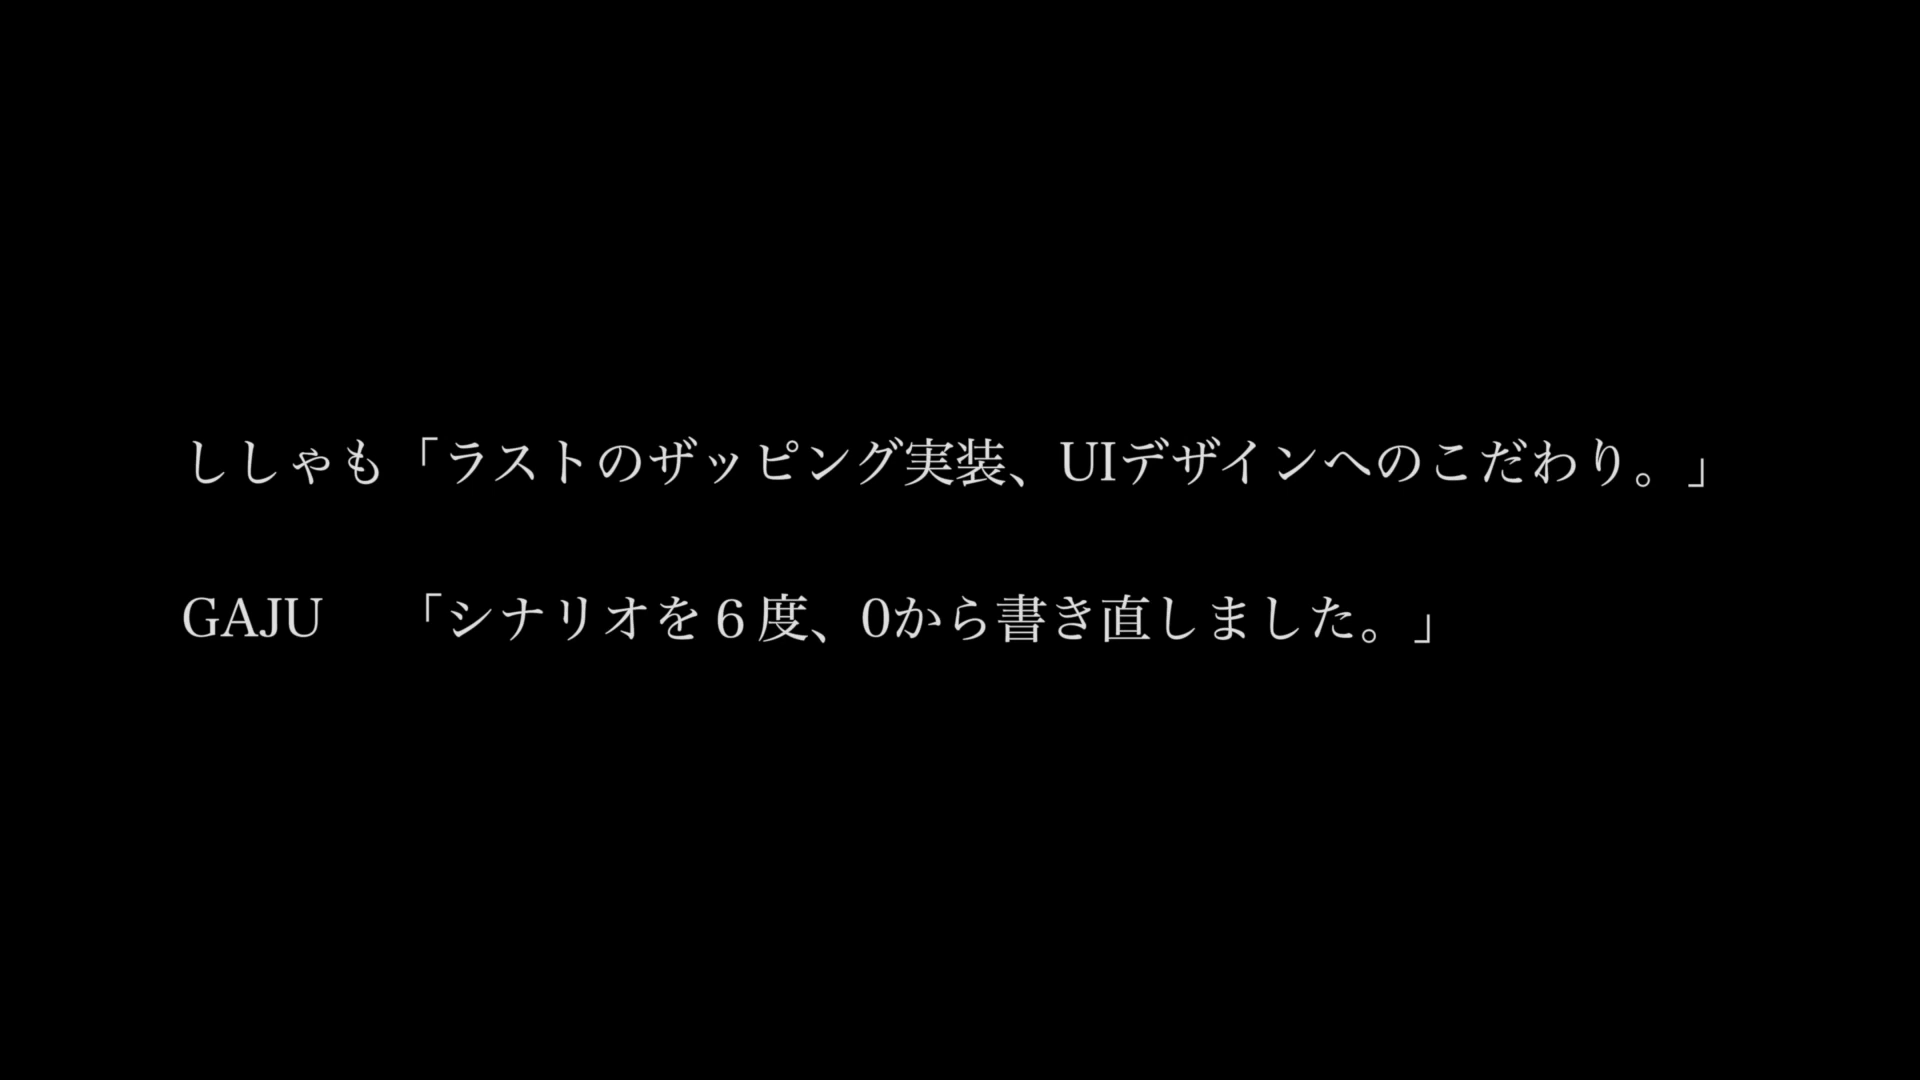 ししゃも「ラストのザッピング実装、UIデザインへのこだわり。」
GAJU　「シナリオを６度、0から書き直しました。」